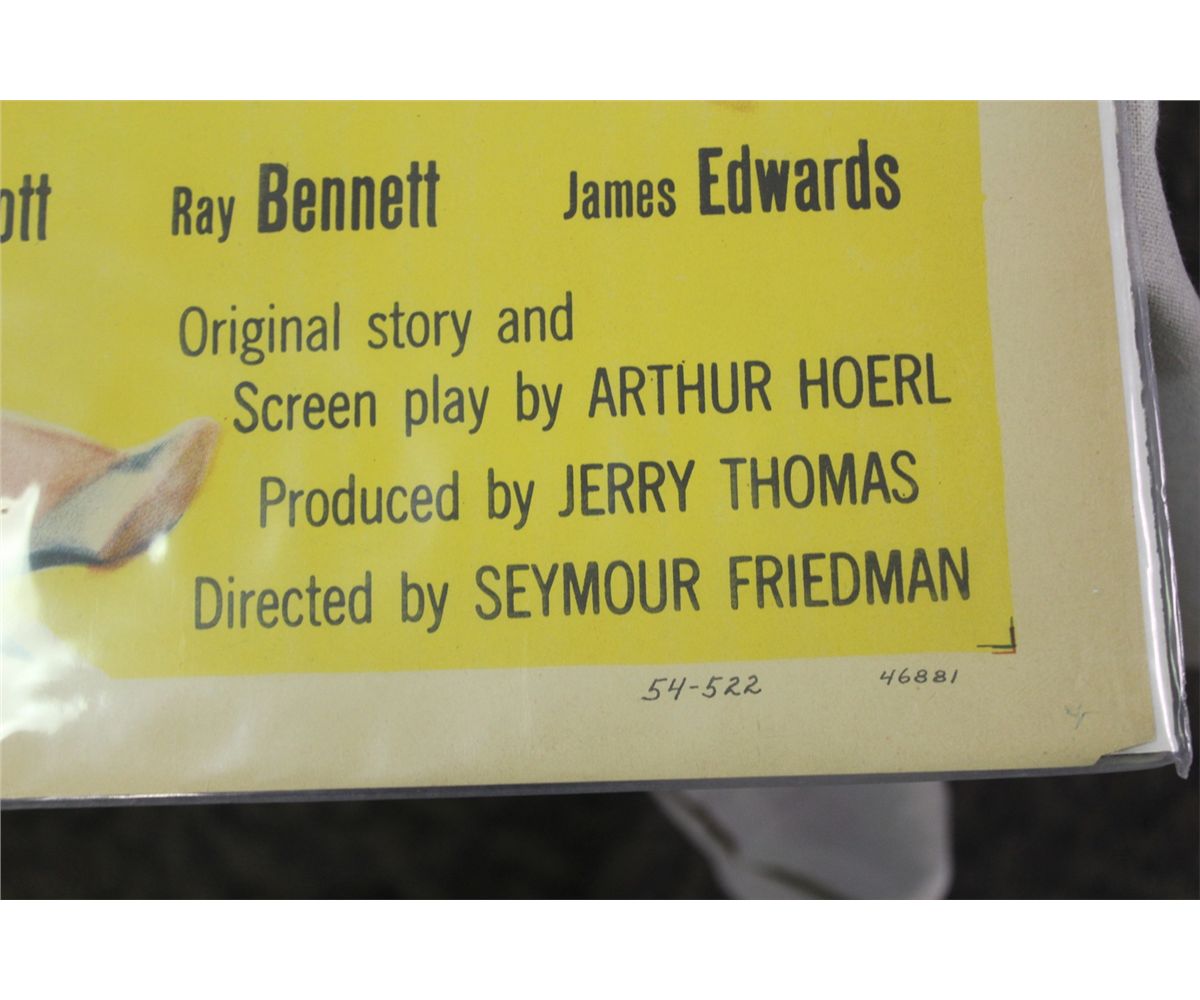 ott Ray Bennett James Edwards
Original story and
Screen play by ARTHUR HOERL
Produced by JERRY THOMAS
Directed by SEYMOUR FRIEDMAN
54-522 46881